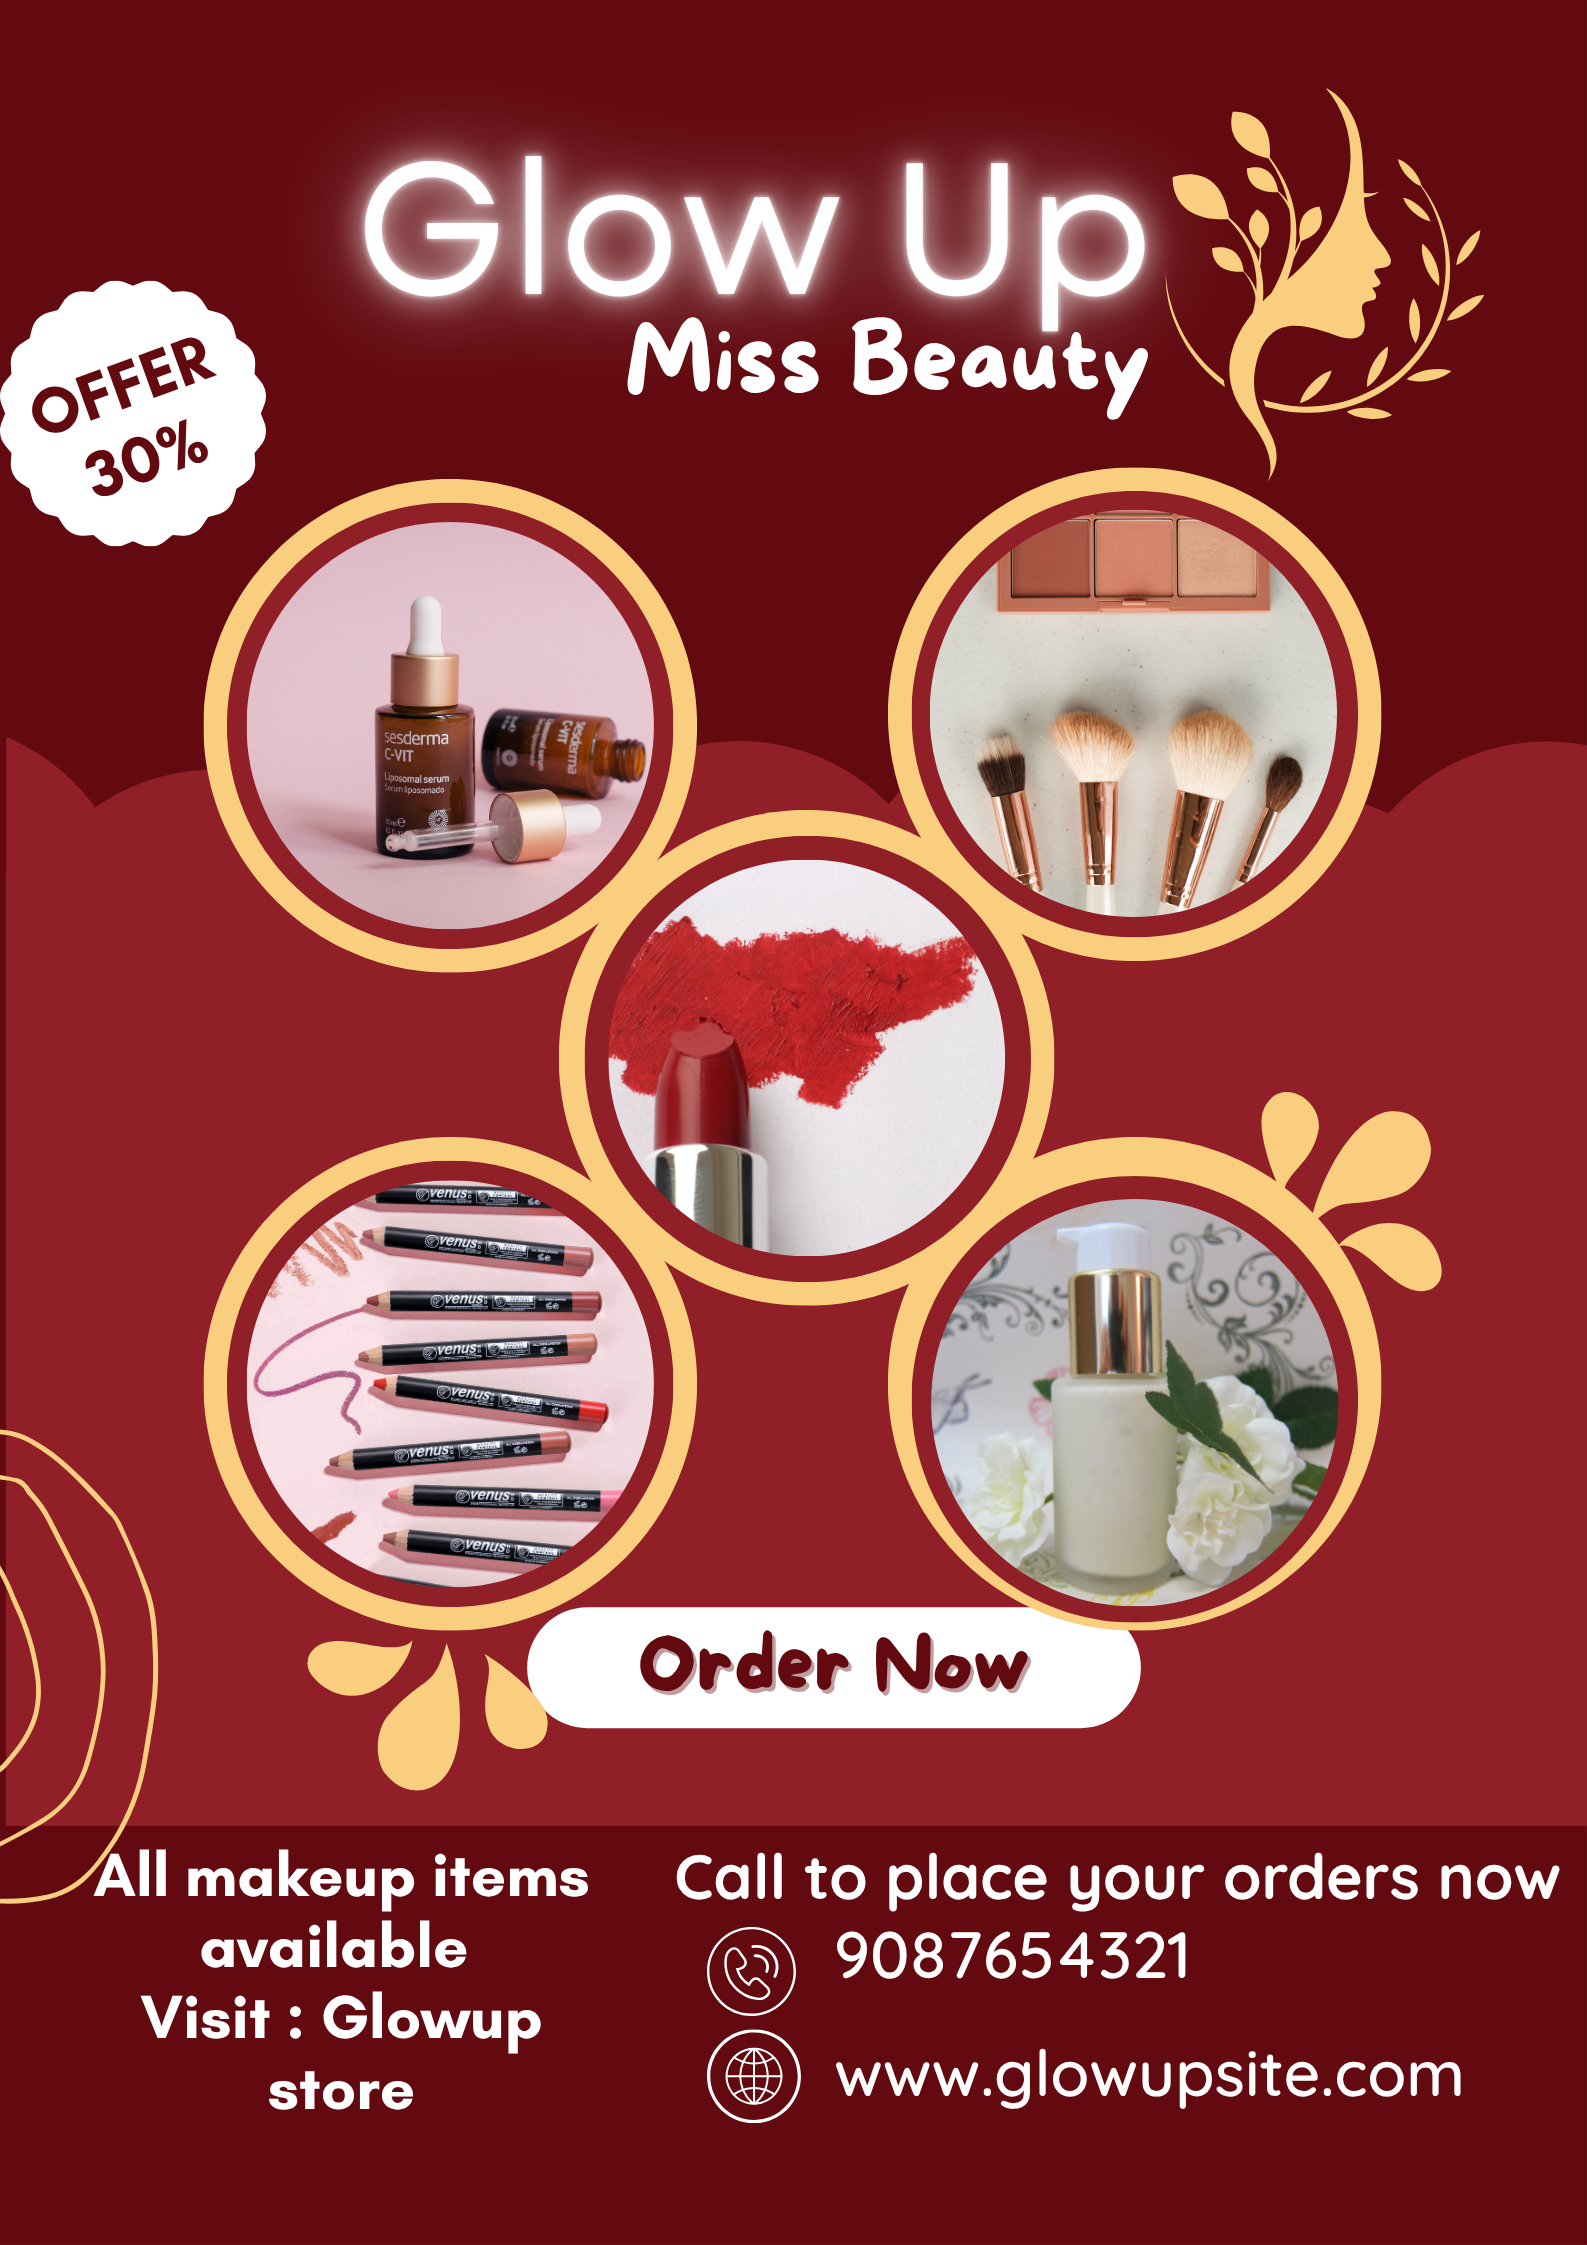 Glow Up
Miss Beauty
OFFER
30%
sesderma
C-VIT
Liposomal serum
Serum liposomado
sesderma
C-VIT
Liposomal serum
venus
venus
venus
venus
venus
venus
venus
venus
Order Now
All makeup items
available
Visit : Glowup
store
Call to place your orders now
9087654321
www.glowupsite.com